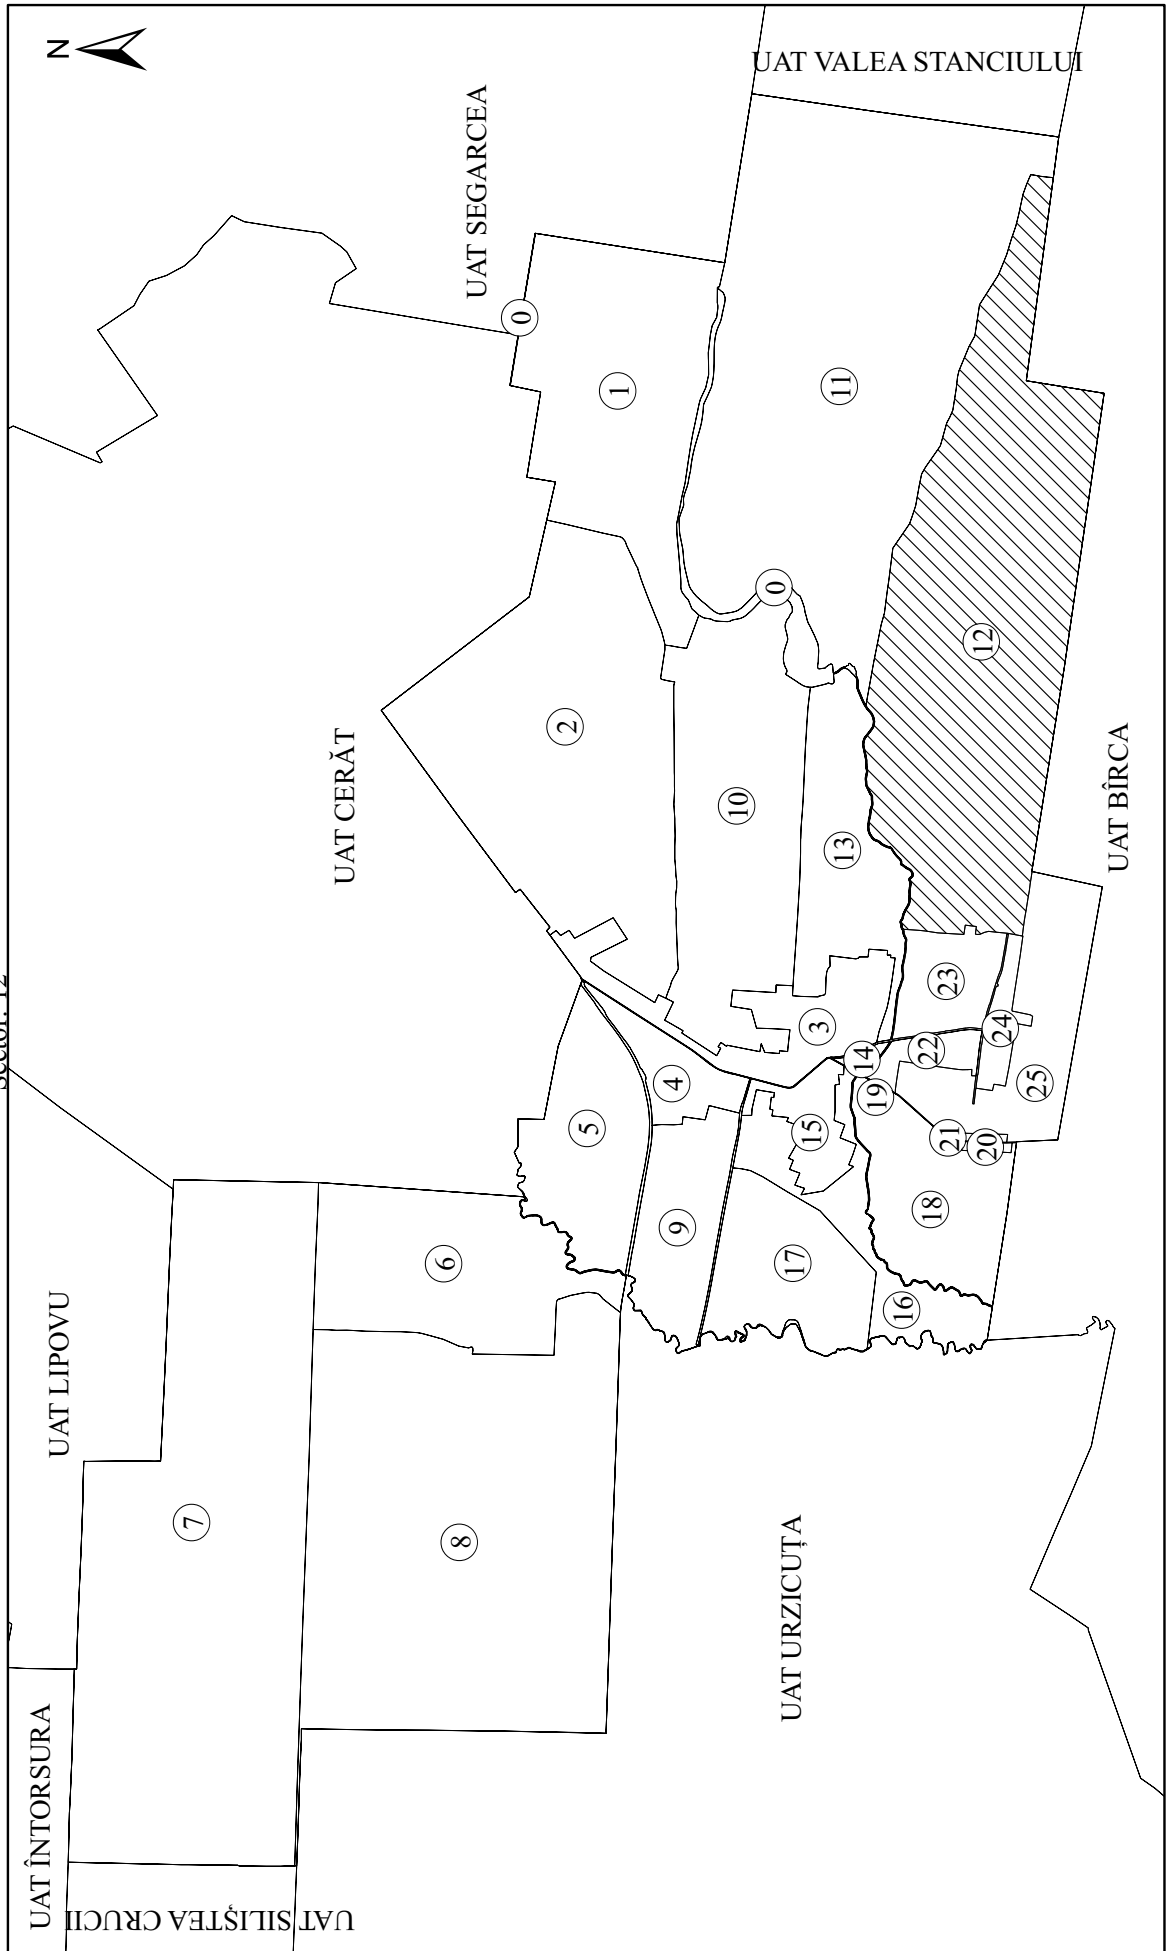 Sector: 12
N
UAT ÎNTORSURA
UAT LIPOVU
UAT SILIȘTEA CRUCII
7
UAT CERĂT
UAT SEGARCEA
8
6
0
5
2
1
9
4
10
0
UAT URZICUȚA
17
15
3
13
11
UAT VALEA STANCIULUI
14
19
16
18
22
23
21
20
12
24
25
UAT BÎRCA